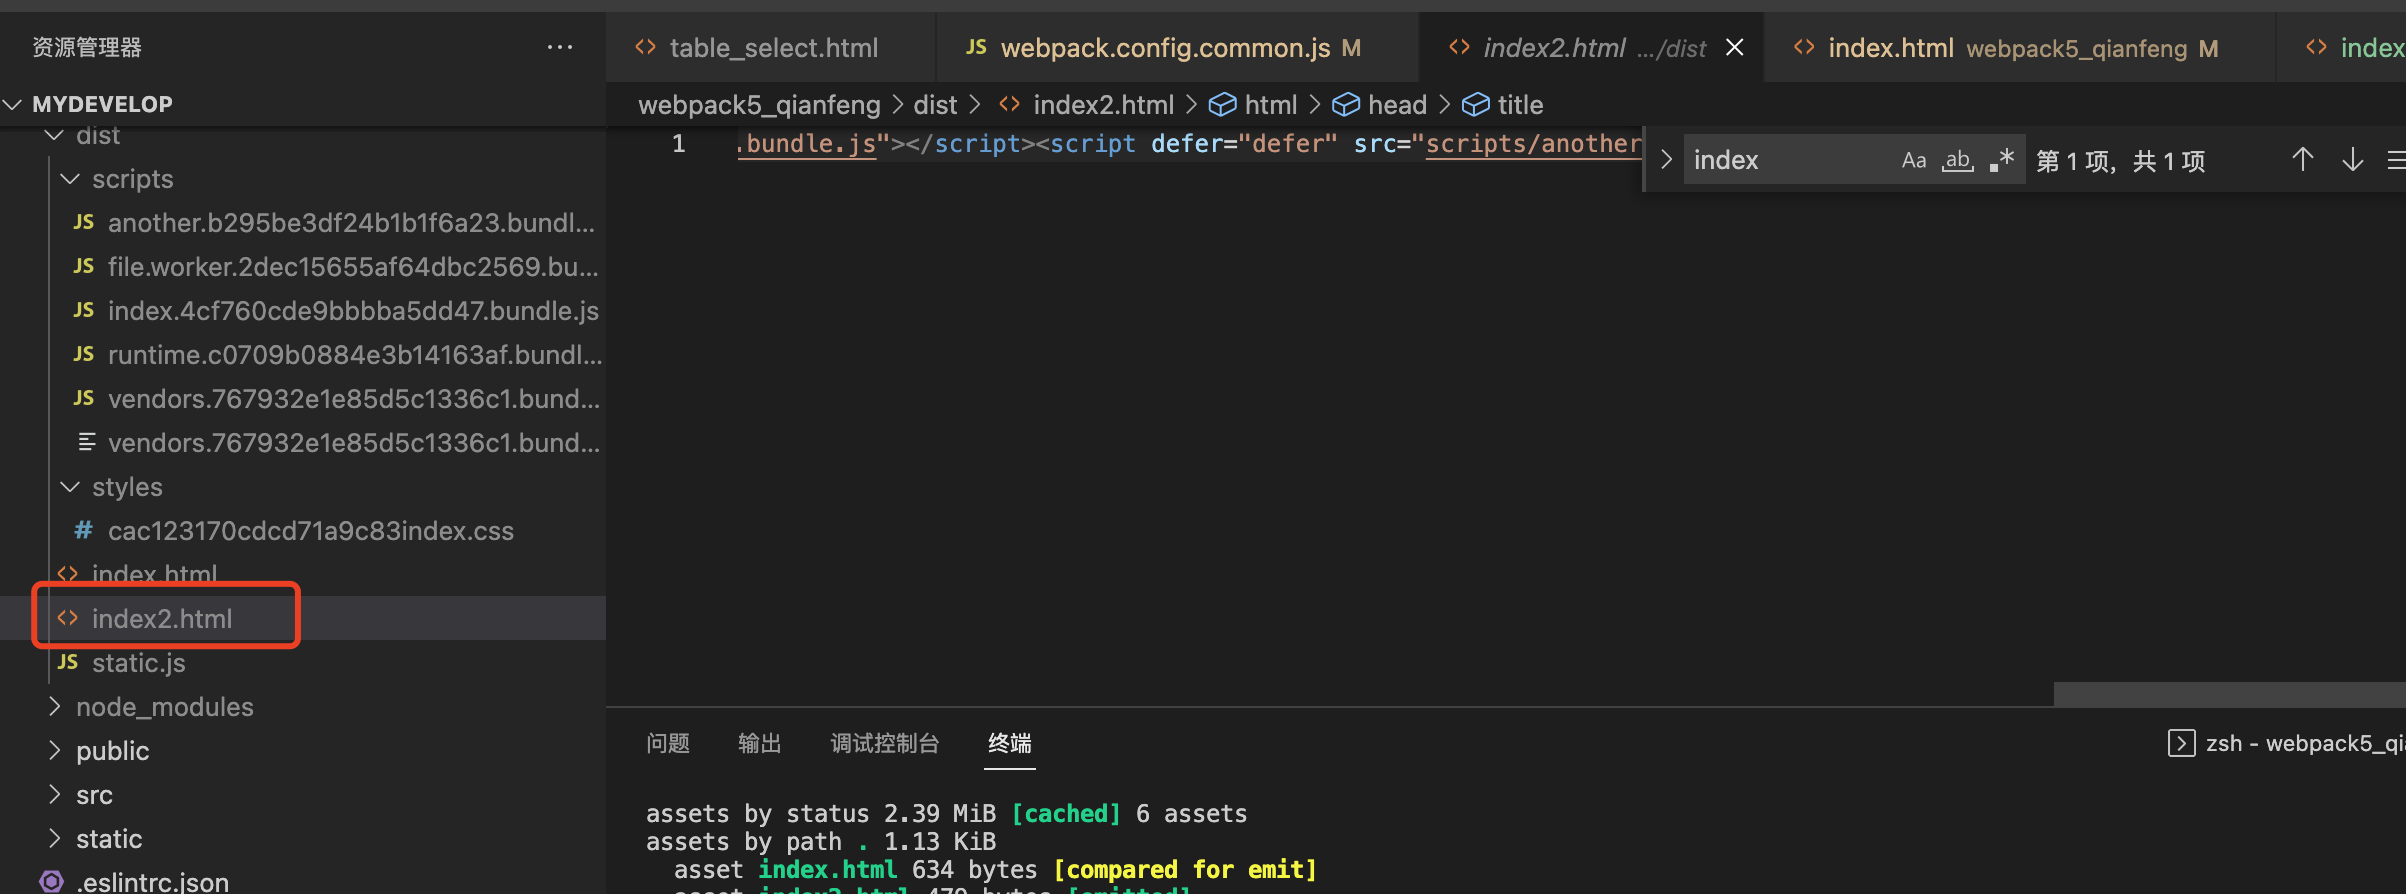 资源管理器 ···
MYDEVELOP
dist
scripts
JS another.b295be3df24b1b1f6a23.bundl...
JS file.worker.2dec15655af64dbc2569.bu...
JS index.4cf760cde9bbbba5dd47.bundle.js
JS runtime.c0709b0884e3b14163af.bundl...
JS vendors.767932e1e85d5c1336c1.bund...
vendors.767932e1e85d5c1336c1.bund...
styles
# cac123170cdcd71a9c83index.css
<> index.html
<> index2.html
JS static.js
node_modules
public
src
static
.eslintrc.json
<> table_select.html
JS webpack.config.common.js M
<> index2.html .../dist
<> index.html webpack5_qianfeng M
<> index
webpack5_qianfeng > dist > <> index2.html > html > head > title
1 .bundle.js"></script><script defer="defer" src="scripts/another
index Aa ab .* 第 1 项，共 1 项
问题 输出 调试控制台 终端
zsh - webpack5_qi
assets by status 2.39 MiB [cached] 6 assets
assets by path . 1.13 KiB
asset index.html 634 bytes [compared for emit]
asset index2.html 479 bytes [emitted]